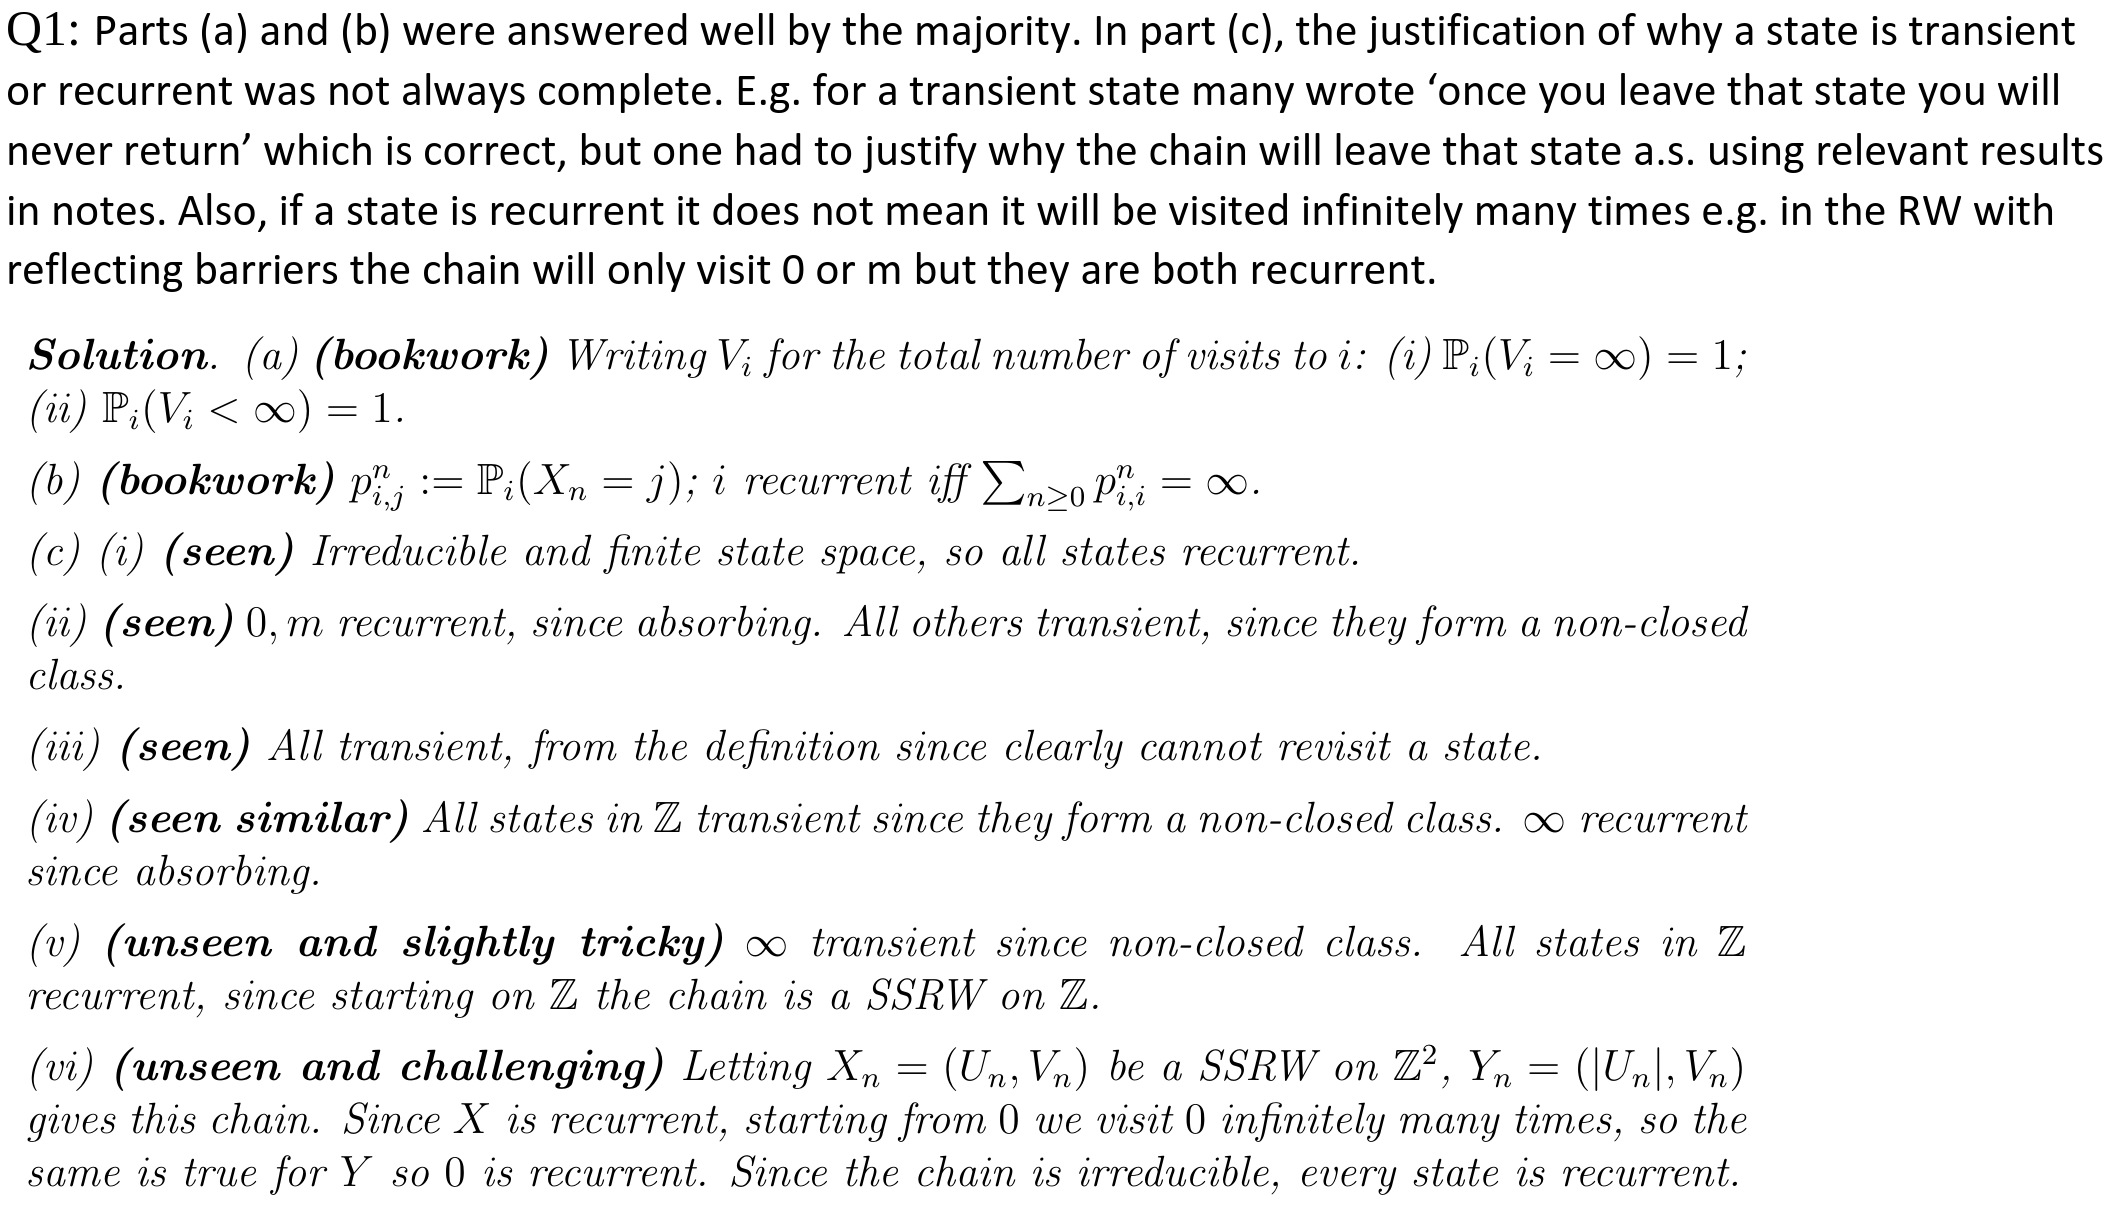 Q1: Parts (a) and (b) were answered well by the majority. In part (c), the justification of why a state is transient
or recurrent was not always complete. E.g. for a transient state many wrote ‘once you leave that state you will
never return’ which is correct, but one had to justify why the chain will leave that state a.s. using relevant results
in notes. Also, if a state is recurrent it does not mean it will be visited infinitely many times e.g. in the RW with
reflecting barriers the chain will only visit 0 or m but they are both recurrent.
Solution. (a) (bookwork) Writing $V_i$ for the total number of visits to i: (i) $\mathbb{P}_i(V_i = \infty) = 1$;
(ii) $\mathbb{P}_i(V_i < \infty) = 1$.
(b) (bookwork) $p^n_{i,j} := \mathbb{P}_i(X_n = j)$; i recurrent iff $\sum_{n \geq 0} p^n_{i,i} = \infty$.
(c) (i) (seen) Irreducible and finite state space, so all states recurrent.
(ii) (seen) 0, m recurrent, since absorbing. All others transient, since they form a non-closed
class.
(iii) (seen) All transient, from the definition since clearly cannot revisit a state.
(iv) (seen similar) All states in ℤ transient since they form a non-closed class. ∞ recurrent
since absorbing.
(v) (unseen and slightly tricky) ∞ transient since non-closed class. All states in ℤ
recurrent, since starting on ℤ the chain is a SSRW on ℤ.
(vi) (unseen and challenging) Letting $X_n = (U_n, V_n)$ be a SSRW on $\mathbb{Z}^2$, $Y_n = (|U_n|, V_n)$
gives this chain. Since X is recurrent, starting from 0 we visit 0 infinitely many times, so the
same is true for Y so 0 is recurrent. Since the chain is irreducible, every state is recurrent.